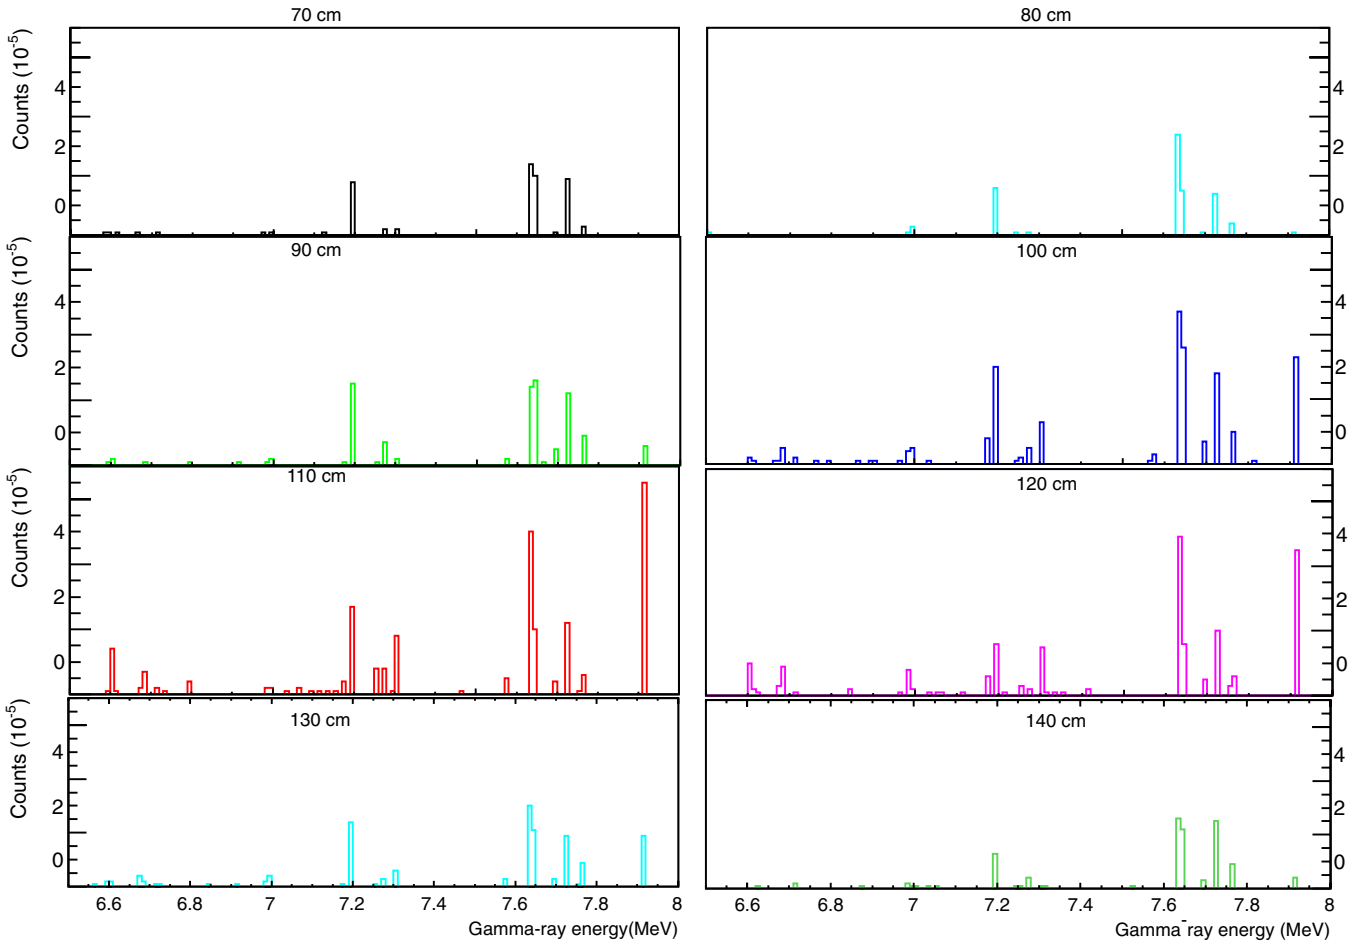 70 cm
80 cm
Counts (10⁻⁵)
4
2
0
4
2
0
90 cm
100 cm
Counts (10⁻⁵)
4
2
0
4
2
0
110 cm
120 cm
Counts (10⁻⁵)
4
2
0
4
2
0
130 cm
140 cm
Counts (10⁻⁵)
4
2
0
4
2
0
6.6 6.8 7 7.2 7.4 7.6 7.8 8
6.6 6.8 7 7.2 7.4 7.6 7.8 8
Gamma-ray energy(MeV)
Gamma-ray energy (MeV)